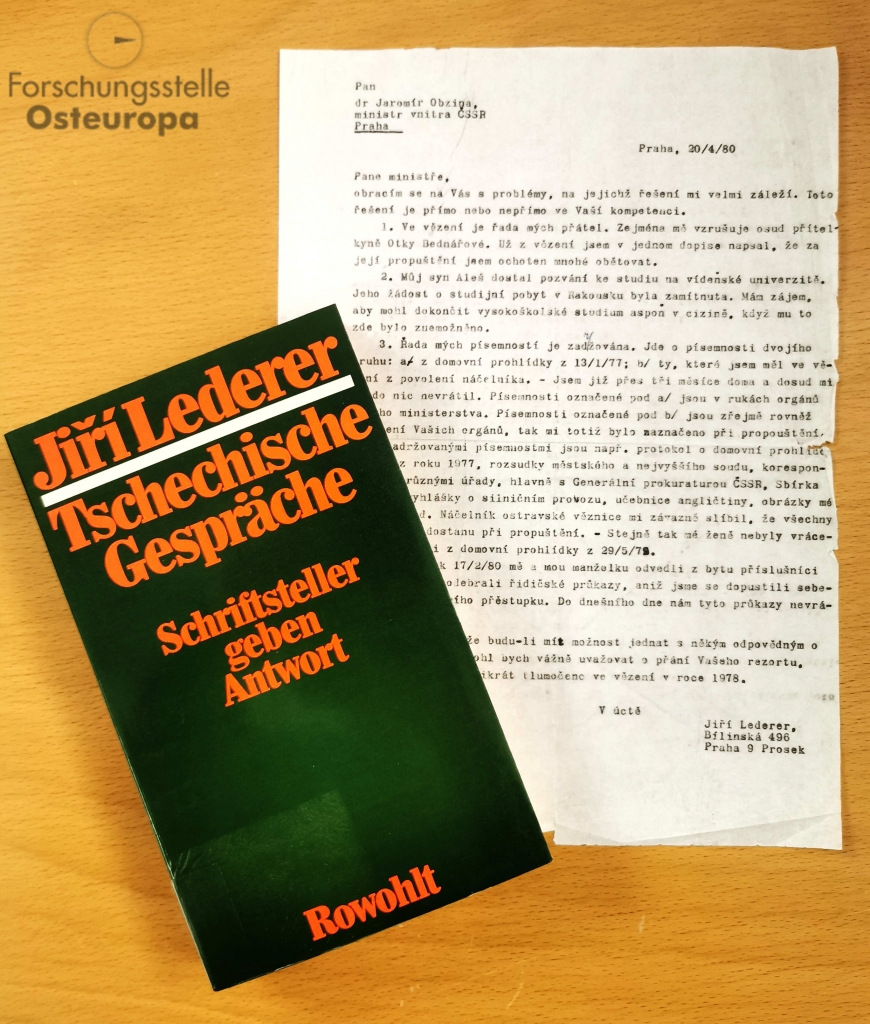 Forschungsstelle
Osteuropa
Pan
dr Jaromír Obzina,
ministr vnitra ČSSR
Praha
Praha, 20/4/80
Pane ministře,
obracím se na Vás s problémy, na jejichž řešení mi velmi záleží. Toto
řešení je přímo nebo nepřímo ve Vaší kompetenci.
1. Ve vězení je řada mých přátel. Zejména mě vzrušuje osud přítel-
kyně Otky Bednářové. Už z vězení jsem v jednom dopise napsal, že za
její propuštění jsem ochoten mnohé obětovat.
2. Můj syn Aleš dostal pozvání ke studiu na vídeňské univerzitě.
Jeho žádost o studijní pobyt v Rakousku byla zamítnuta. Mám zájem,
aby mohl dokončit vysokoškolské studium aspoň v cizině, když mu to
zde bylo znemožněno.
3. Řada mých písemností je zadržována. Jde o písemnosti dvojího
ruhu: a/ z domovní prohlídky z 13/1/77; b/ ty, které jsem měl ve vě-
ní z povolení náčelníka. - Jsem již přes tři měsíce doma a dosud mi
do nic nevrátil. Písemnosti označené pod a/ jsou v rukách orgánů
ho ministerstva. Písemnosti označené pod b/ jsou zřejmě rovněž
ení Vašich orgánů, tak mi totiž bylo naznačeno při propouštění.
adržovanými písemnostmi jsou např. protokol o domovní prohlídce
z roku 1977, rozsudky městského a nejvyššího soudu, korespon-
různými úřady, hlavně s Generální prokuraturou ČSSR, Sbírka
yhlášky o silničním provozu, učebnice angličtiny, obrázky mé
d. Náčelník ostravské věznice mi závazně slíbil, že všechny
dostanu při propuštění. - Stejně tak mé ženě nebyly vráce-
i z domovní prohlídky z 29/5/79.
k 17/2/80 mě a mou manželku odvedli z bytu příslušníci
odebrali řidičské průkazy, aniž jsme se dopustili sebe-
ího přestupku. Do dnešního dne nám tyto průkazy nevrá-
že budu-li mít možnost jednat s někým odpovědným o
ohl bych vážně uvažovat o přání Vašeho rezortu,
ikrát tlumočeno ve vězení v roce 1978.
V úctě
Jiří Lederer,
Bílinská 496
Praha 9 Prosek
Jiří Lederer
Tschechische
Gespräche
Schriftsteller
geben
Antwort
Rowohlt